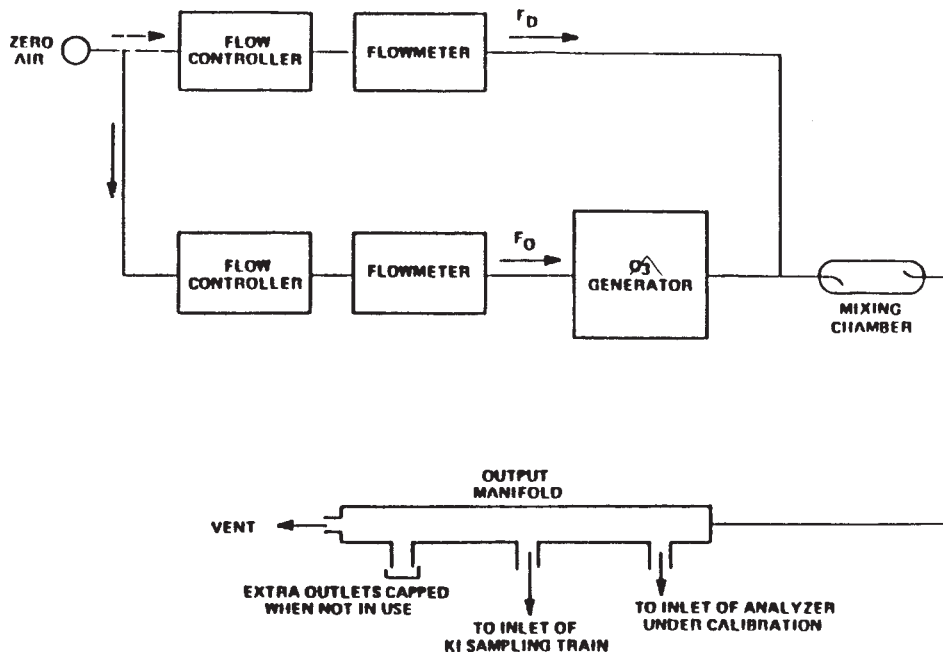 ZERO
AIR
FLOW
CONTROLLER
FLOWMETER
FD
FLOW
CONTROLLER
FLOWMETER
FO
O3
GENERATOR
MIXING
CHAMBER
OUTPUT
MANIFOLD
VENT
EXTRA OUTLETS CAPPED
WHEN NOT IN USE
TO INLET OF
KI SAMPLING TRAIN
TO INLET OF ANALYZER
UNDER CALIBRATION